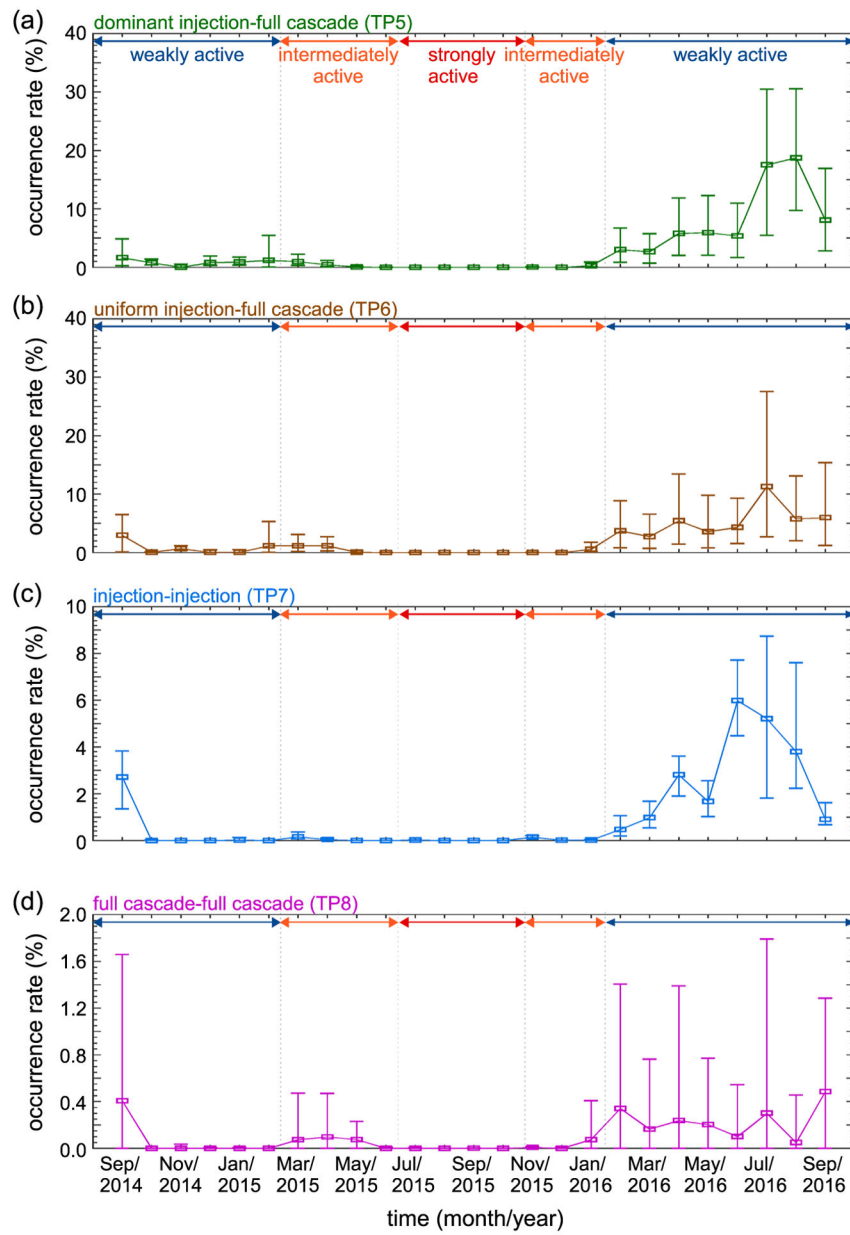 (a) dominant injection-full cascade (TP5)
40
weakly active
intermediately
active
strongly
active
intermediately
active
weakly active
30
20
10
0
occurrence rate (%)
(b) uniform injection-full cascade (TP6)
40
30
20
10
0
occurrence rate (%)
(c) injection-injection (TP7)
10
8
6
4
2
0
occurrence rate (%)
(d) full cascade-full cascade (TP8)
2.0
1.6
1.2
0.8
0.4
0.0
occurrence rate (%)
Sep/ Nov/ Jan/ Mar/ May/ Jul/ Sep/ Nov/ Jan/ Mar/ May/ Jul/ Sep/
2014 2014 2015 2015 2015 2015 2015 2015 2016 2016 2016 2016 2016
time (month/year)